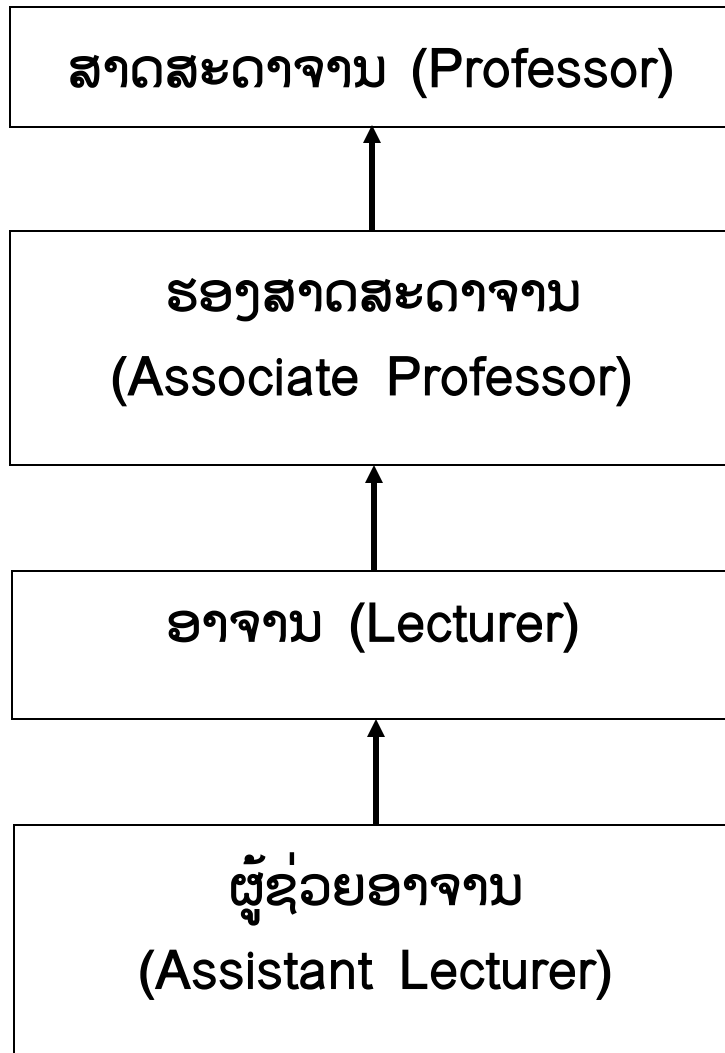 ສາດສະດາຈານ (Professor)
ຮອງສາດສະດາຈານ
(Associate Professor)
ອາຈານ (Lecturer)
ຜູ້ຊ່ວຍອາຈານ
(Assistant Lecturer)